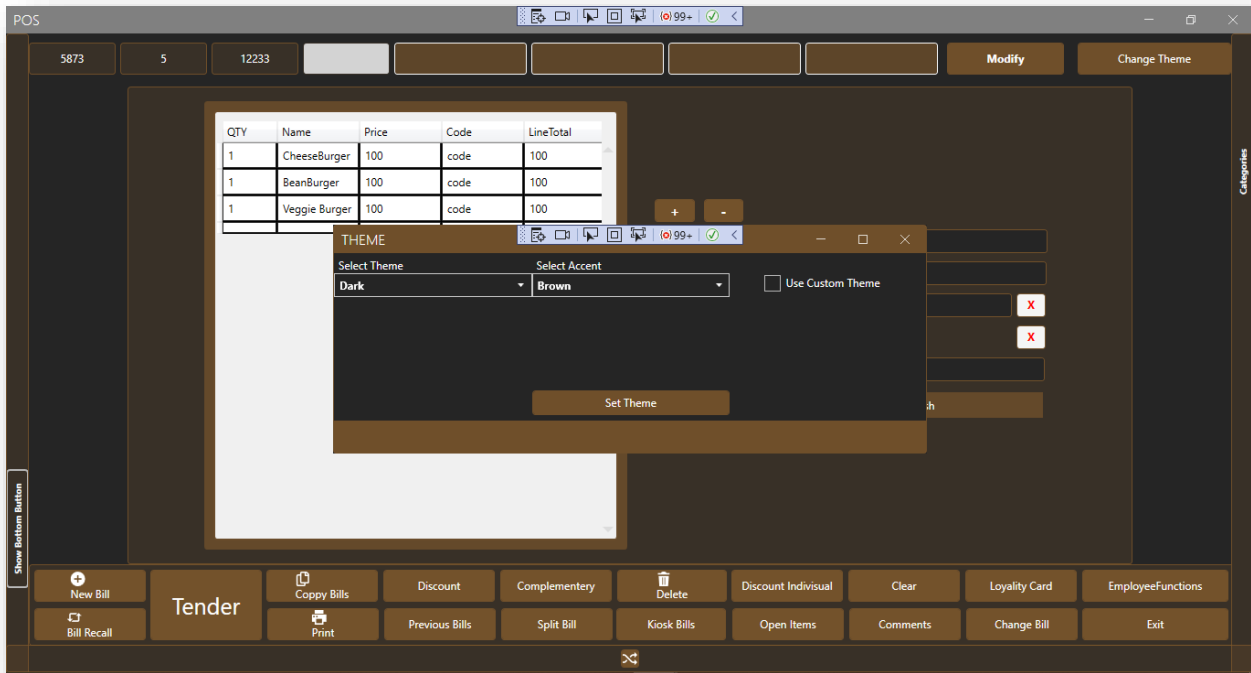 POS
99+
5873 5 12233 Modify Change Theme
QTY Name Price Code LineTotal
1 CheeseBurger 100 code 100
1 BeanBurger 100 code 100
1 Veggie Burger 100 code 100
+ -
Categories
THEME 99+
Select Theme Select Accent
Dark Brown Use Custom Theme
X
X
Set Theme
sh
Show Bottom Button
New Bill Tender Coppy Bills Discount Complementery Delete Discount Indivisual Clear Loyality Card EmployeeFunctions
Bill Recall Print Previous Bills Split Bill Kiosk Bills Open Items Comments Change Bill Exit